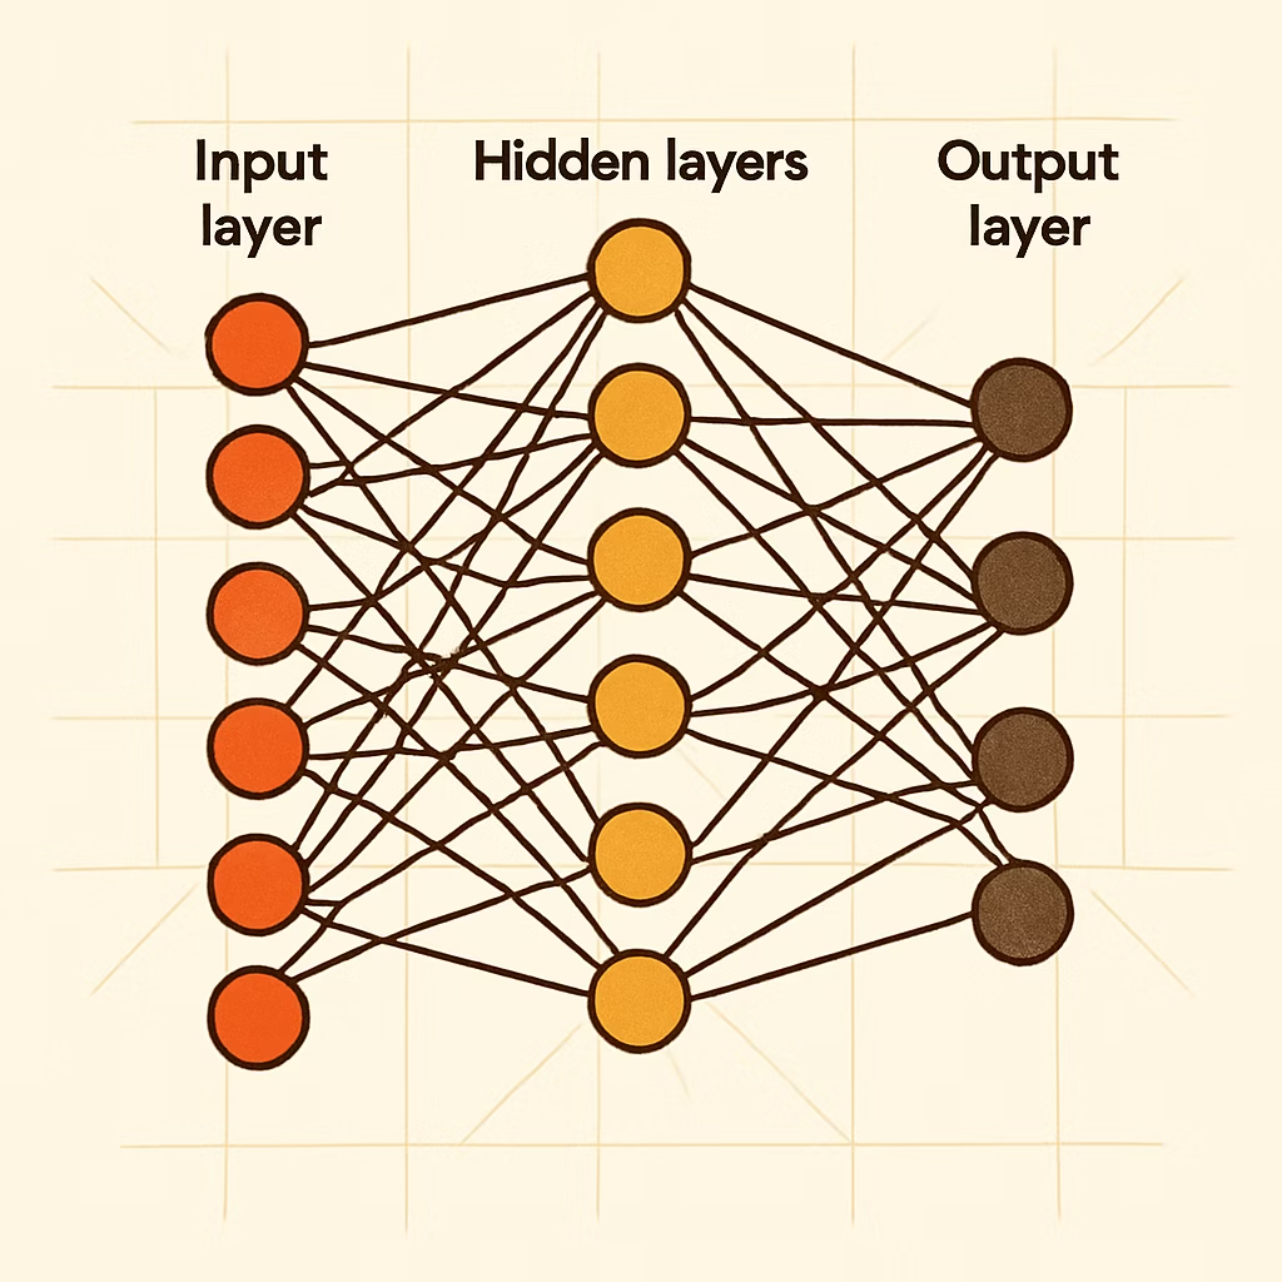 Input
layer
Hidden layers
Output
layer